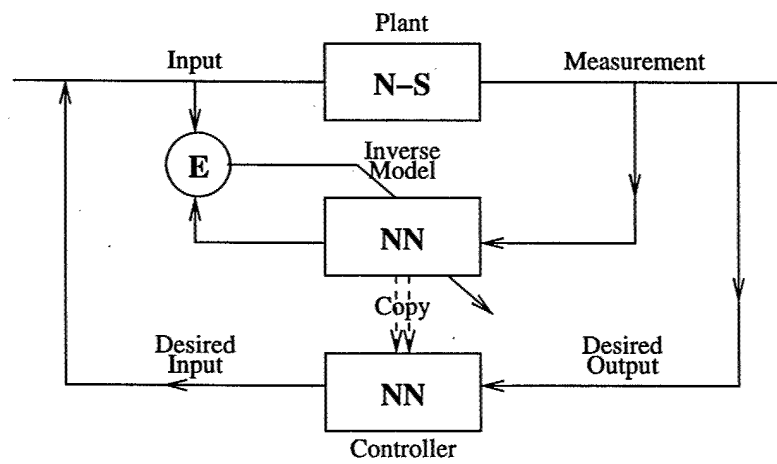 Plant
Input
N–S
Measurement
E
Inverse
Model
NN
Copy
Desired
Input
NN
Desired
Output
Controller